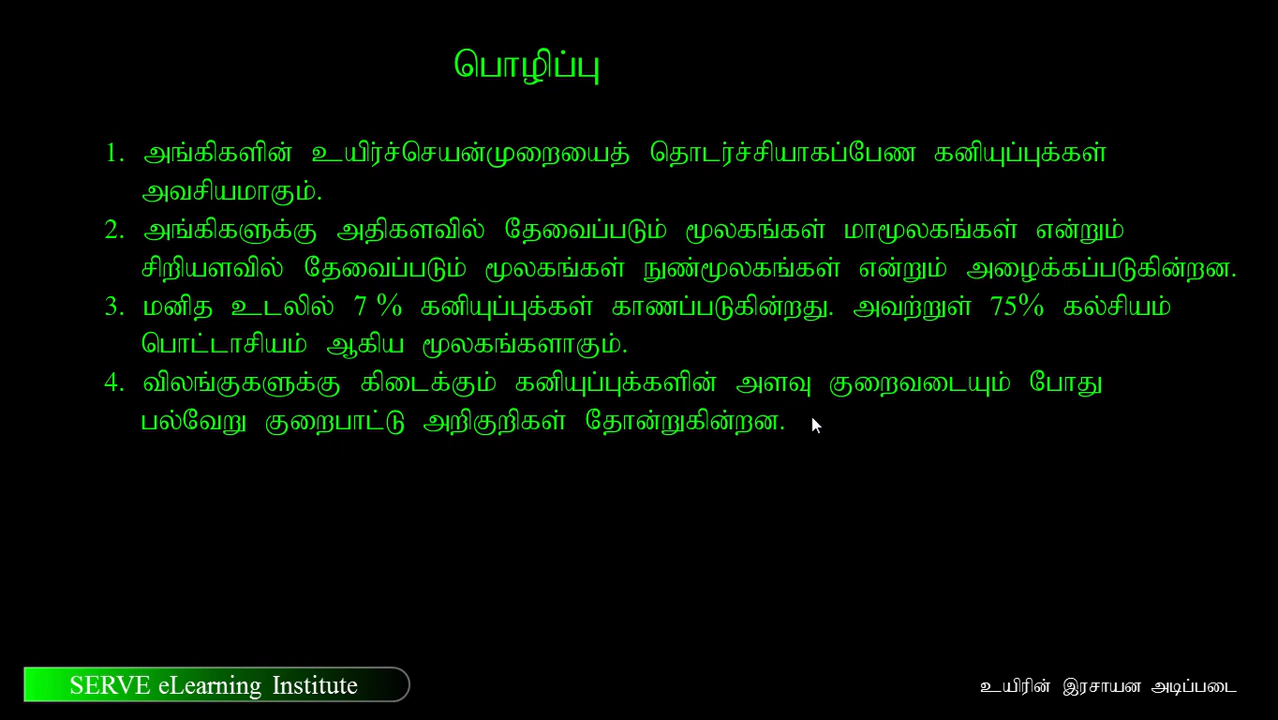 பொழிப்பு
1. அங்கிகளின் உயிர்ச்செயன்முறையைத் தொடர்ச்சியாகப்பேண கனியுப்புக்கள்
அவசியமாகும்.
2. அங்கிகளுக்கு அதிகளவில் தேவைப்படும் மூலகங்கள் மாமூலகங்கள் என்றும்
சிறியளவில் தேவைப்படும் மூலகங்கள் நுண்மூலகங்கள் என்றும் அழைக்கப்படுகின்றன.
3. மனித உடலில் 7 % கனியுப்புக்கள் காணப்படுகின்றது. அவற்றுள் 75% கல்சியம்
பொட்டாசியம் ஆகிய மூலகங்களாகும்.
4. விலங்குகளுக்கு கிடைக்கும் கனியுப்புக்களின் அளவு குறைவடையும் போது
பல்வேறு குறைபாட்டு அறிகுறிகள் தோன்றுகின்றன.
SERVE eLearning Institute
உயிரின் இரசாயன அடிப்படை